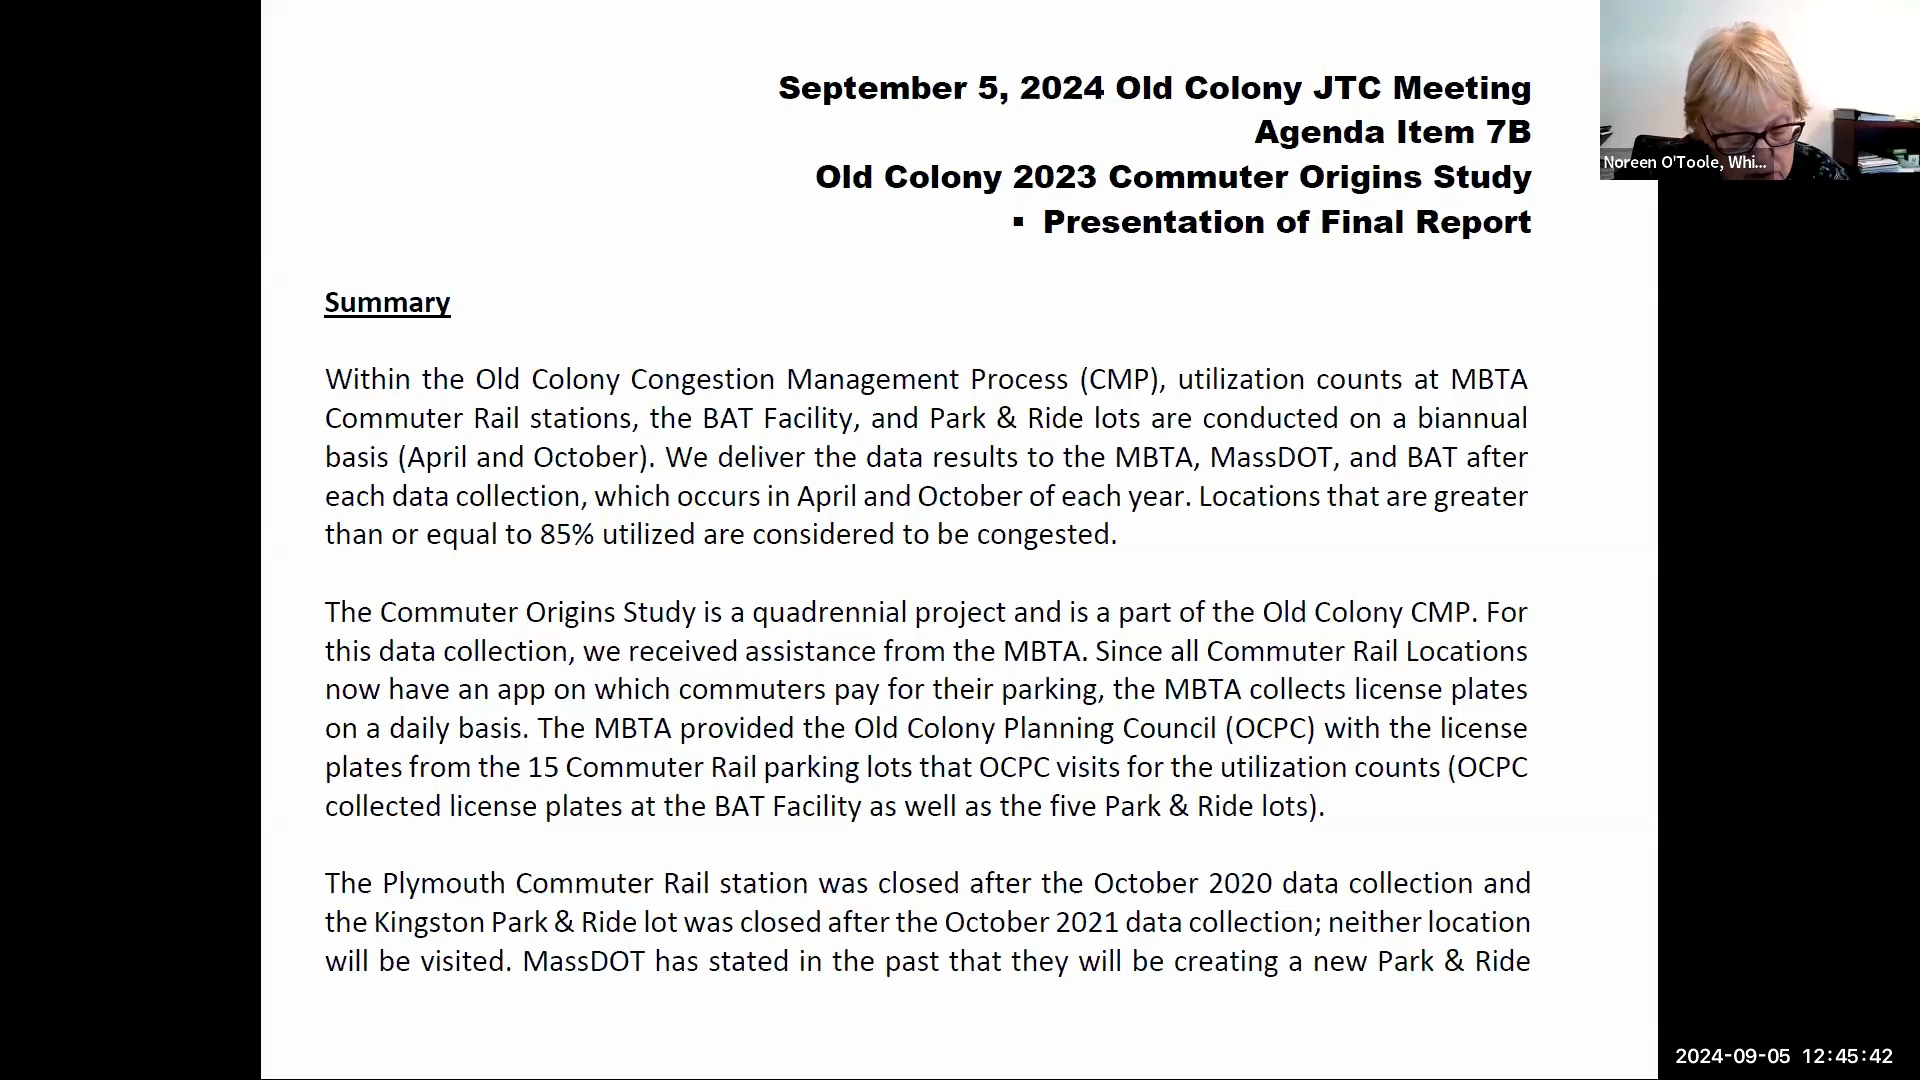 September 5, 2024 Old Colony JTC Meeting
Agenda Item 7B
Old Colony 2023 Commuter Origins Study
▪ Presentation of Final Report
Noreen O'Toole, Whi...
Summary
Within the Old Colony Congestion Management Process (CMP), utilization counts at MBTA
Commuter Rail stations, the BAT Facility, and Park & Ride lots are conducted on a biannual
basis (April and October). We deliver the data results to the MBTA, MassDOT, and BAT after
each data collection, which occurs in April and October of each year. Locations that are greater
than or equal to 85% utilized are considered to be congested.
The Commuter Origins Study is a quadrennial project and is a part of the Old Colony CMP. For
this data collection, we received assistance from the MBTA. Since all Commuter Rail Locations
now have an app on which commuters pay for their parking, the MBTA collects license plates
on a daily basis. The MBTA provided the Old Colony Planning Council (OCPC) with the license
plates from the 15 Commuter Rail parking lots that OCPC visits for the utilization counts (OCPC
collected license plates at the BAT Facility as well as the five Park & Ride lots).
The Plymouth Commuter Rail station was closed after the October 2020 data collection and
the Kingston Park & Ride lot was closed after the October 2021 data collection; neither location
will be visited. MassDOT has stated in the past that they will be creating a new Park & Ride
2024-09-05 12:45:42